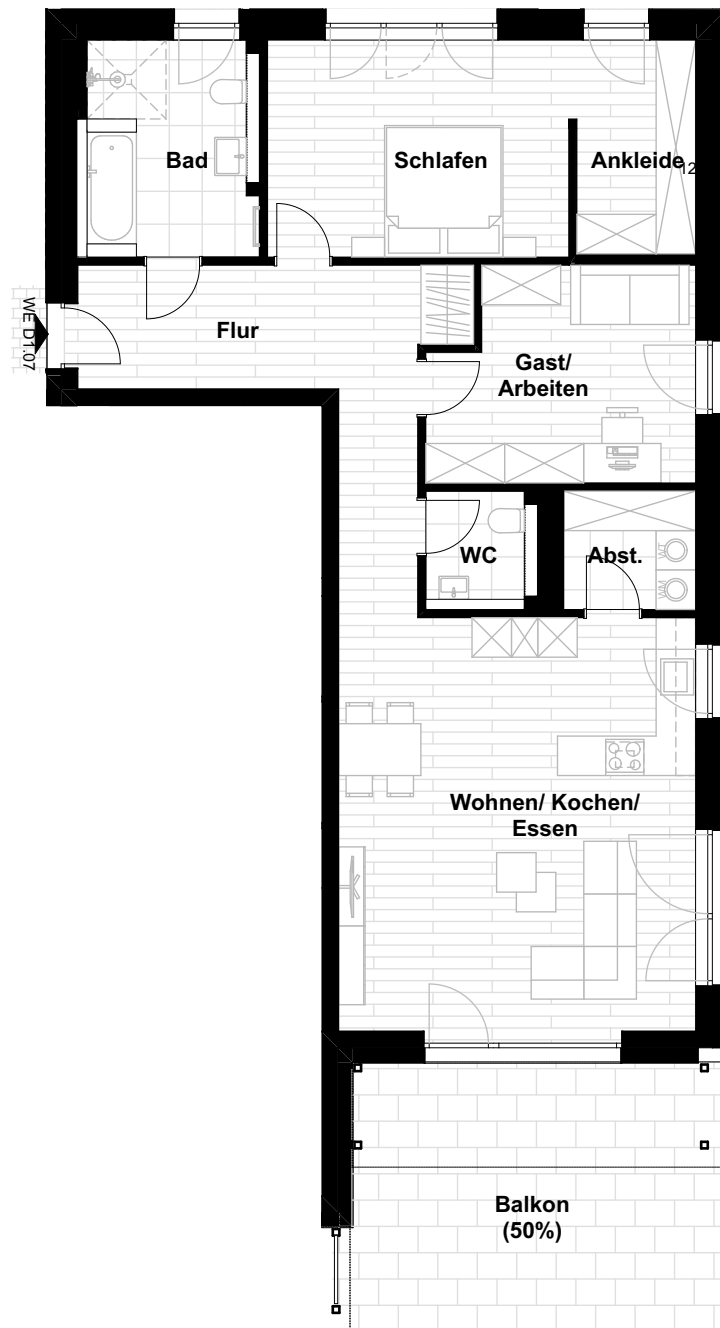 Bad
Schlafen
Ankleide
12
WE D1.07
Flur
Gast/
Arbeiten
WC
Abst.
Wohnen/ Kochen/
Essen
Balkon
(50%)